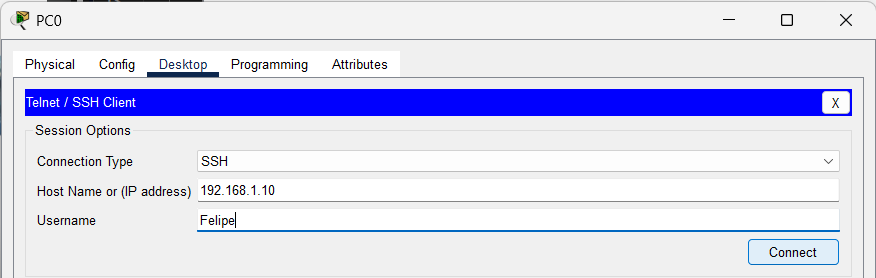 PC0
Physical Config Desktop Programming Attributes
Telnet / SSH Client X
Session Options
Connection Type SSH
Host Name or (IP address) 192.168.1.10
Username Felipe
Connect